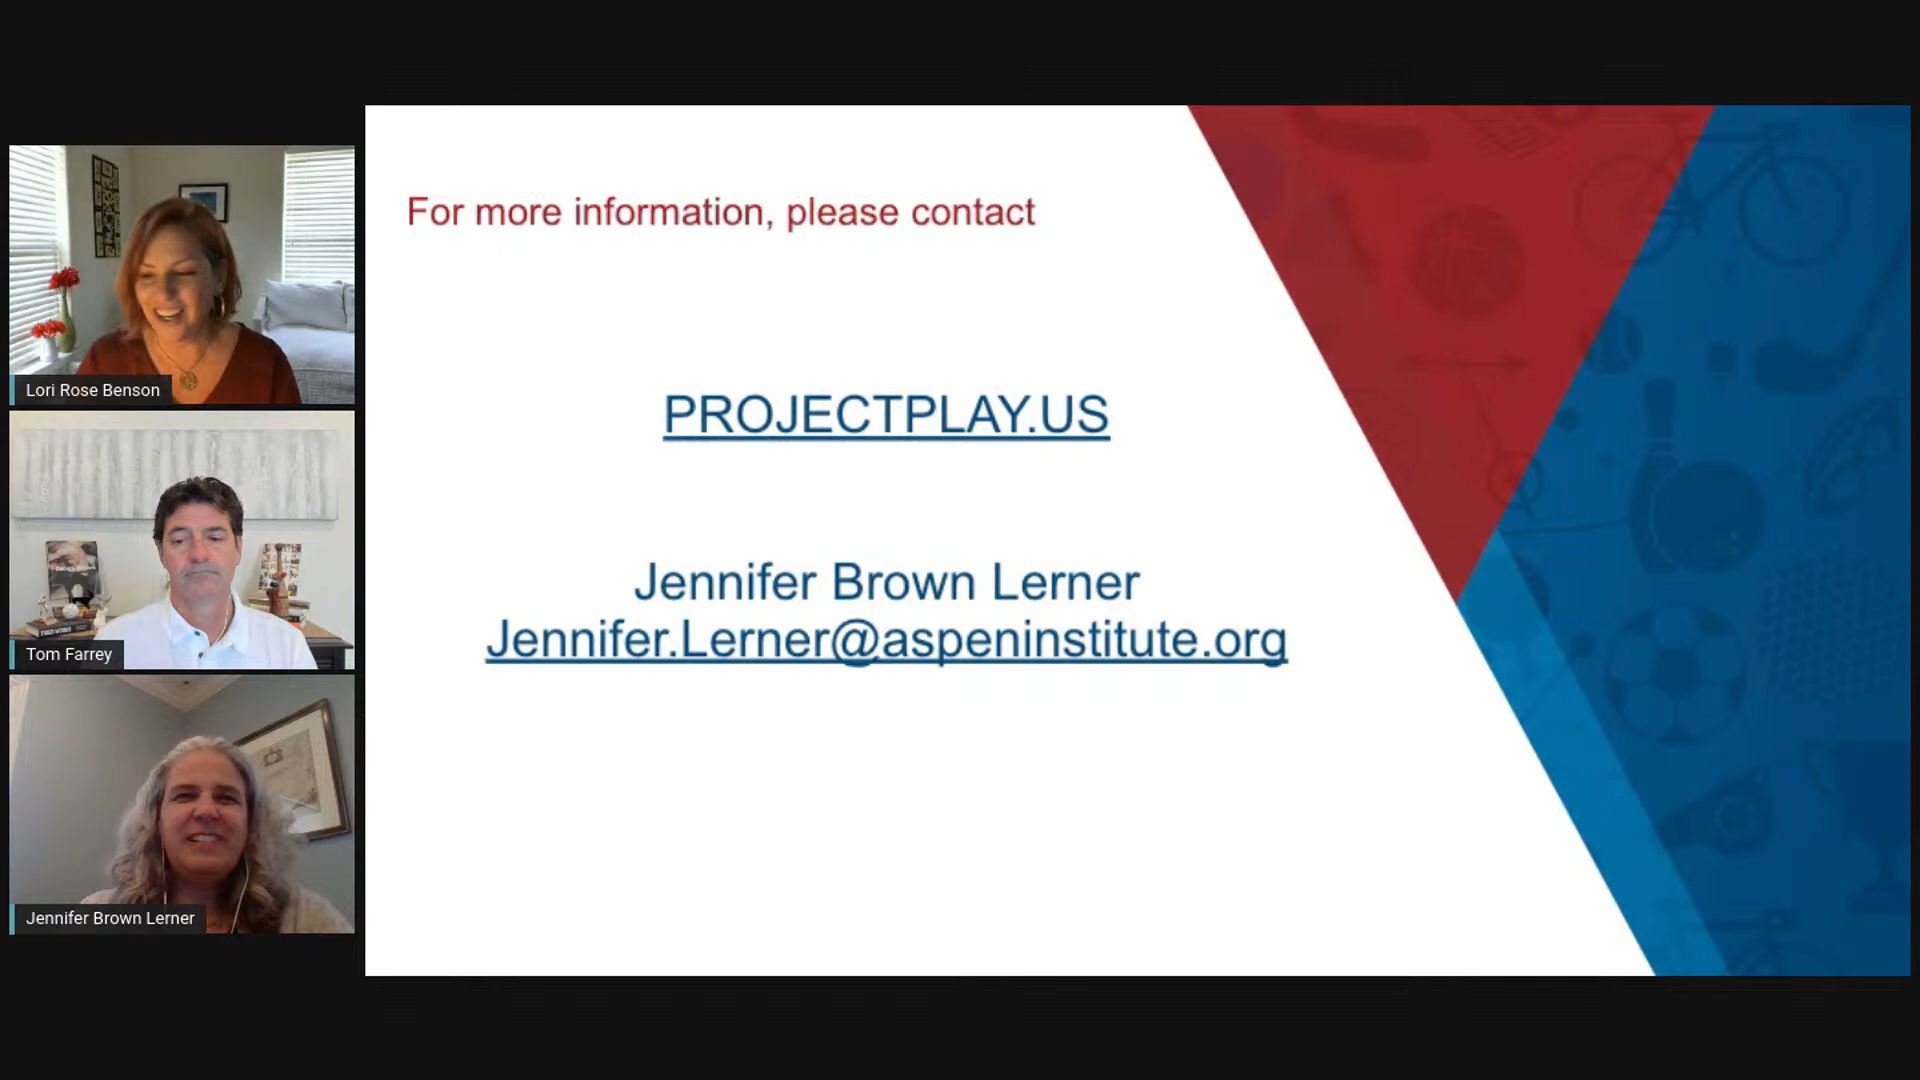 Lori Rose Benson
Tom Farrey
Jennifer Brown Lerner
For more information, please contact
PROJECTPLAY.US
Jennifer Brown Lerner
Jennifer.Lerner@aspeninstitute.org